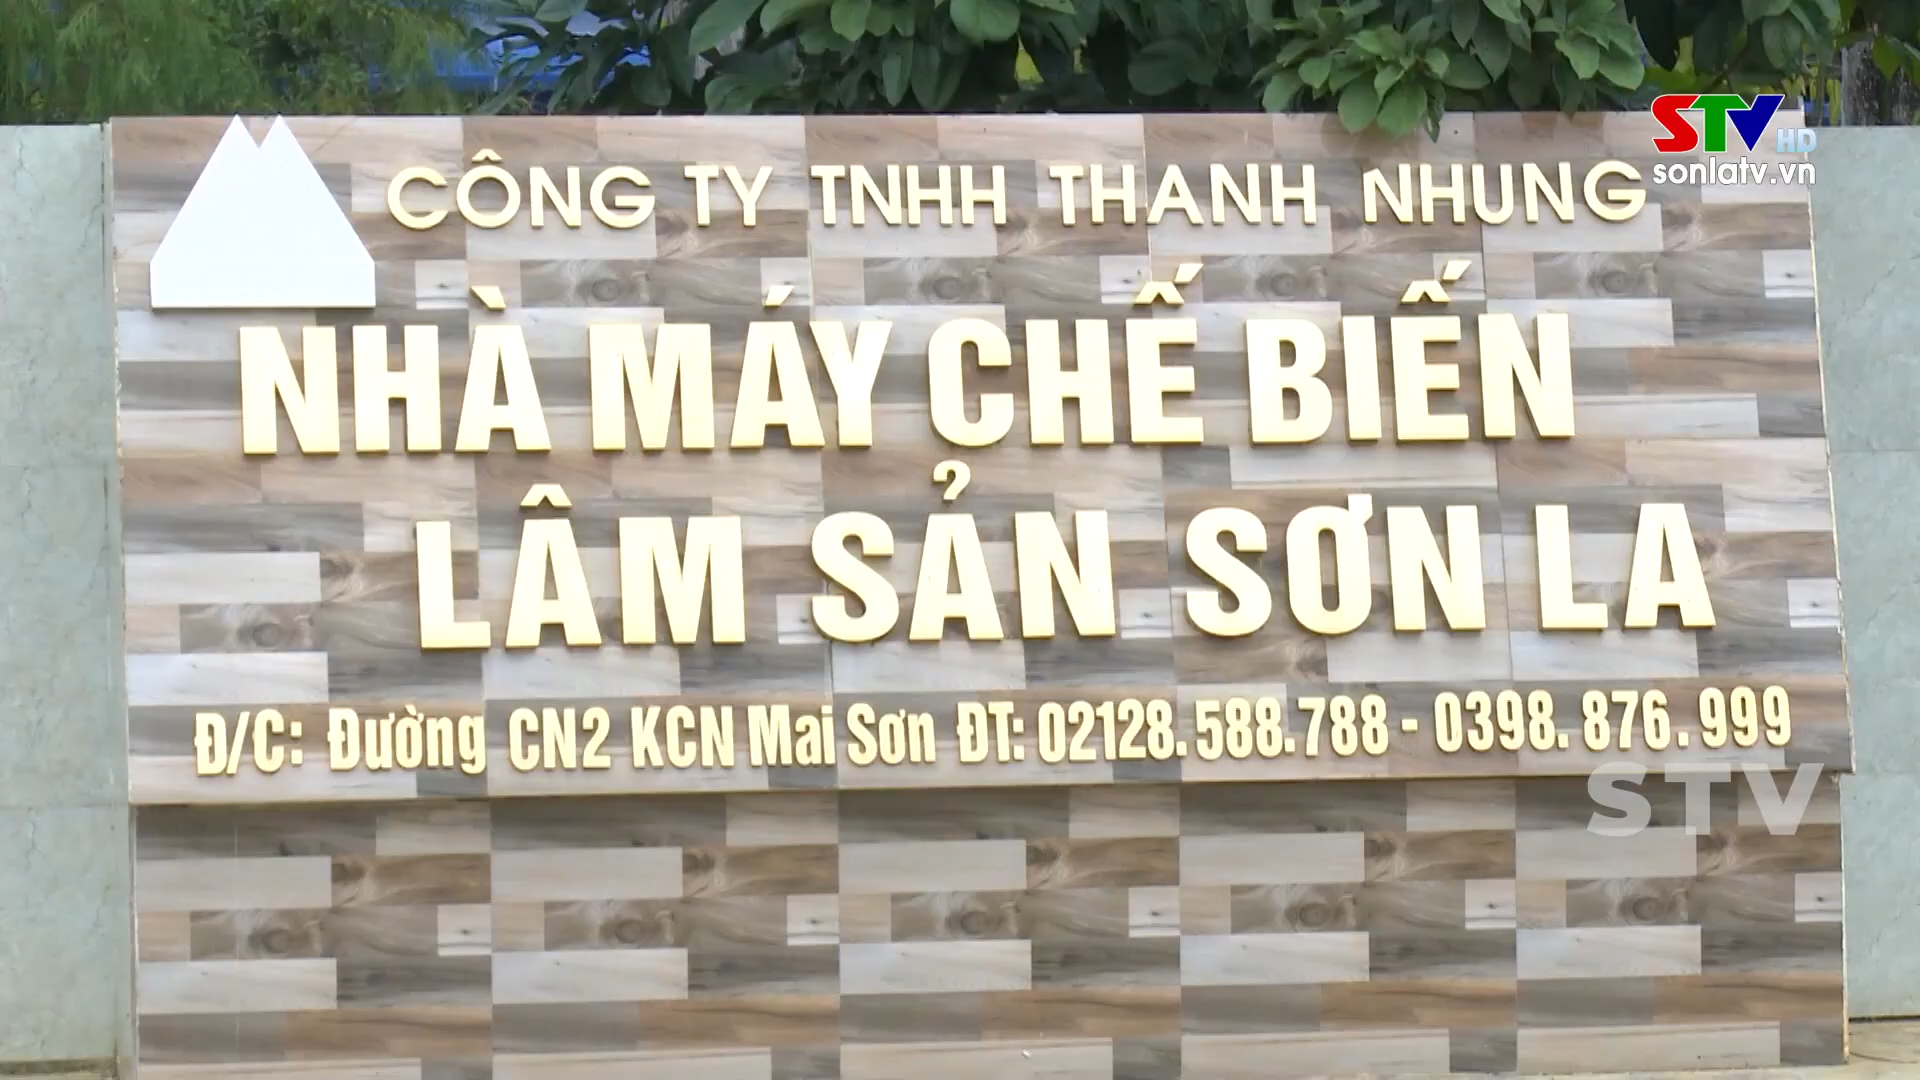 STV HD
sonlatv.vn
CÔNG TY TNHH THANH NHUNG
NHÀ MÁY CHẾ BIẾN
LÂM SẢN SƠN LA
Đ/C: Đường CN2 KCN Mai Sơn ĐT: 02128.588.788 - 0398.876.999
STV